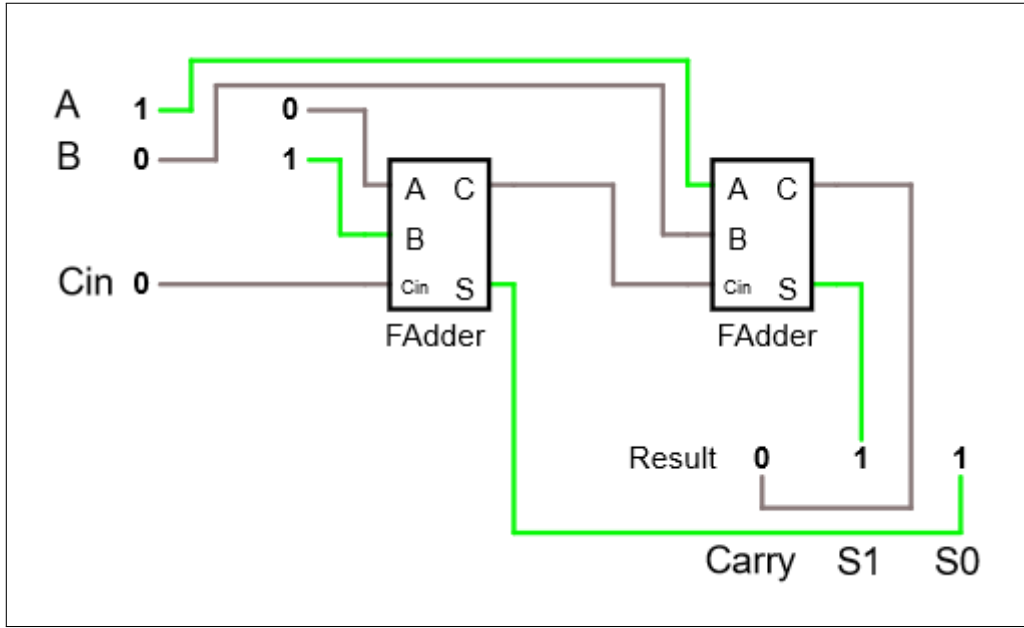 A 1 0
B 0 1
Cin 0
A C
B
Cin S
FAdder
A C
B
Cin S
FAdder
Result 0 1 1
Carry S1 S0